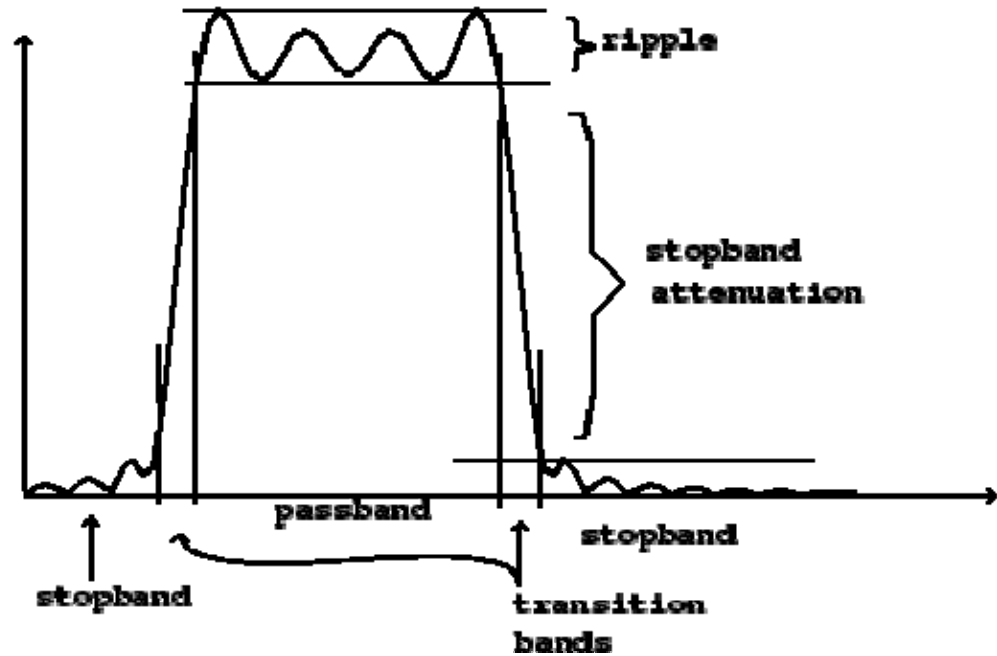 ripple
stopband
attenuation
passband
stopband
stopband
transition
bands